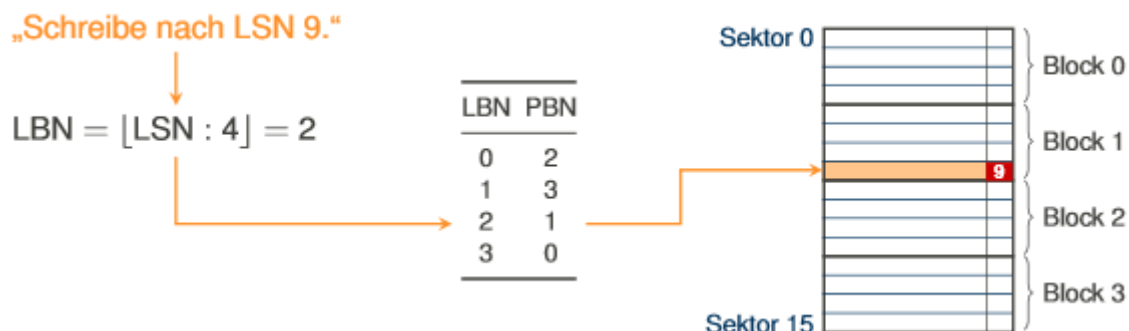 „Schreibe nach LSN 9.“
LBN = ⌊LSN : 4⌋ = 2
LBN PBN
0 2
1 3
2 1
3 0
Sektor 0
9
Sektor 15
Block 0
Block 1
Block 2
Block 3